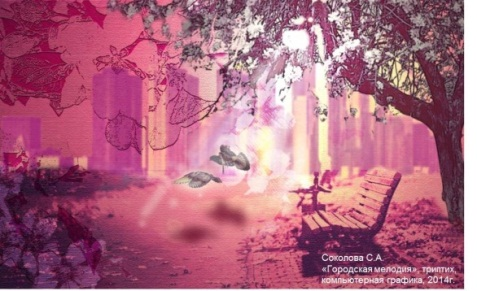 Соколова С.А.
«Городская мелодия», триптих,
компьютерная графика, 2014г.